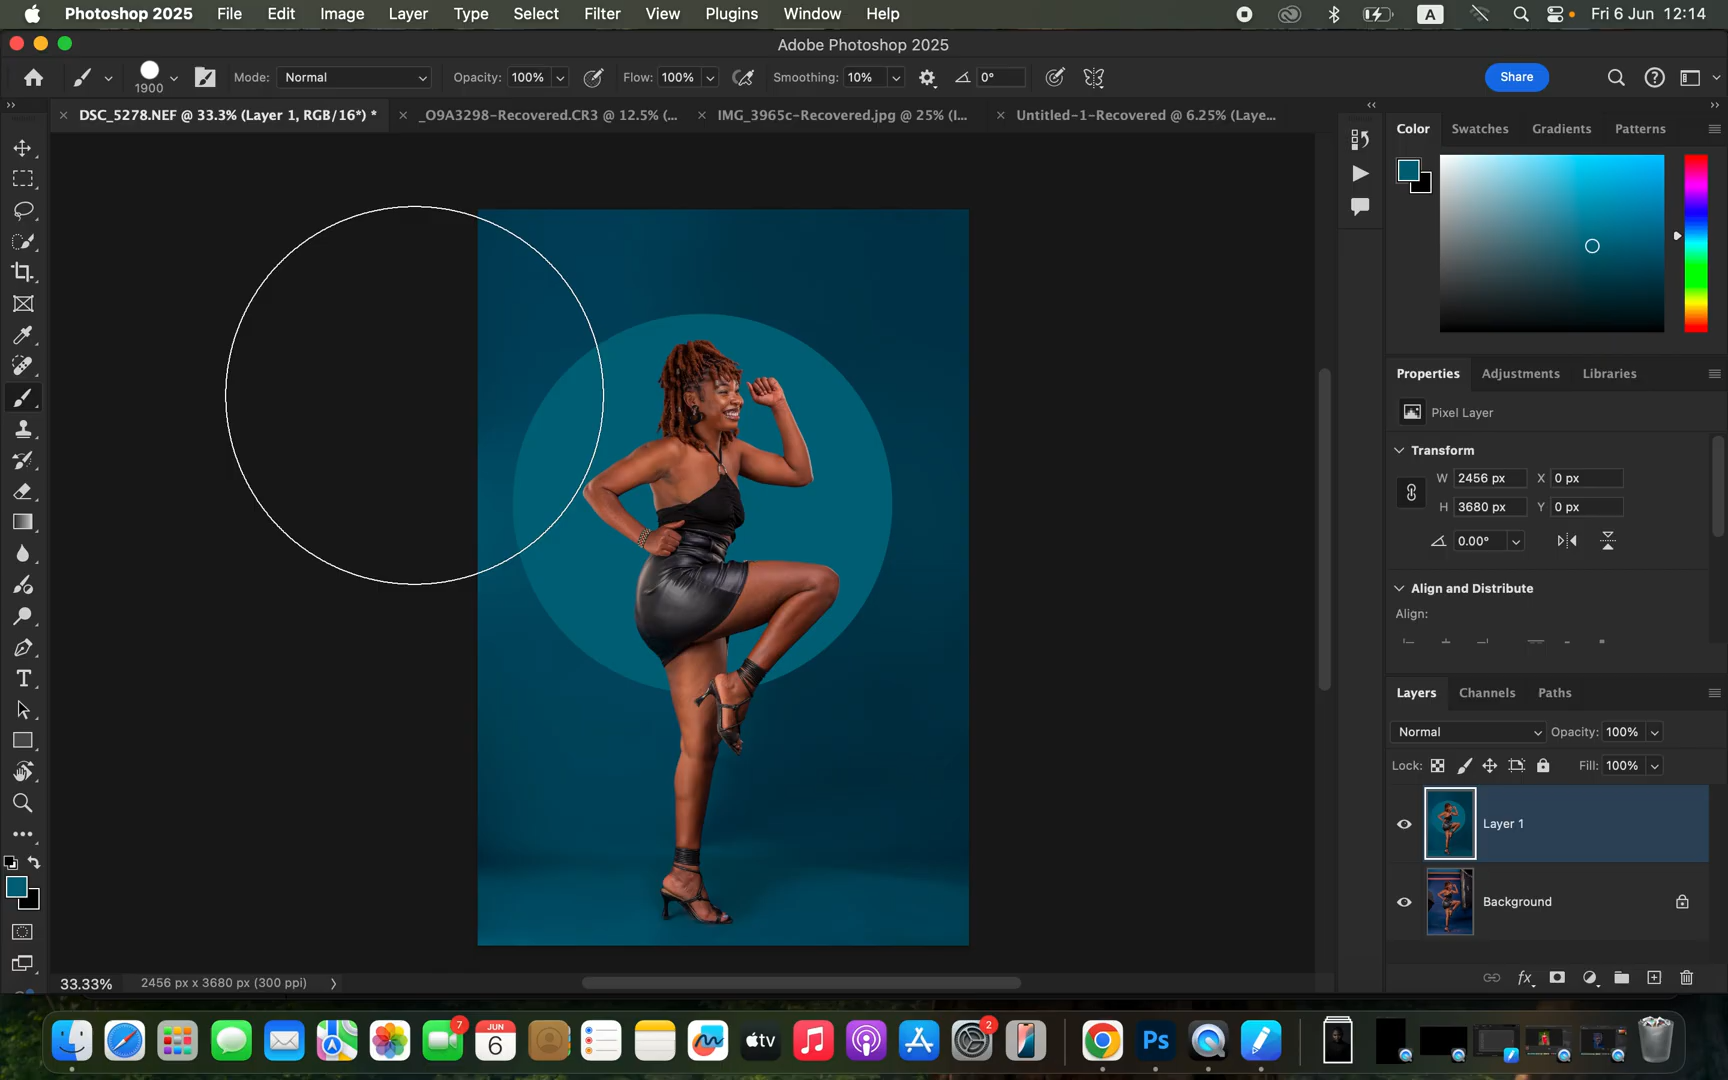 Photoshop 2025 File Edit Image Layer Type Select Filter View Plugins Window Help A Fri 6 Jun 12:14
Adobe Photoshop 2025
1900 Mode: Normal Opacity: 100% Flow: 100% Smoothing: 10% 0° Share
DSC_5278.NEF @ 33.3% (Layer 1, RGB/16*) * _O9A3298-Recovered.CR3 @ 12.5% (... IMG_3965c-Recovered.jpg @ 25% (l... Untitled-1-Recovered @ 6.25% (Laye...
Color Swatches Gradients Patterns
Properties Adjustments Libraries
Pixel Layer
Transform
W 2456 px X 0 px
H 3680 px Y 0 px
0.00°
Align and Distribute
Align:
Layers Channels Paths
Normal Opacity: 100%
Lock: Fill: 100%
Layer 1
Background
33.33% 2456 px x 3680 px (300 ppi)
7 JUN 6 tv 2 Ps